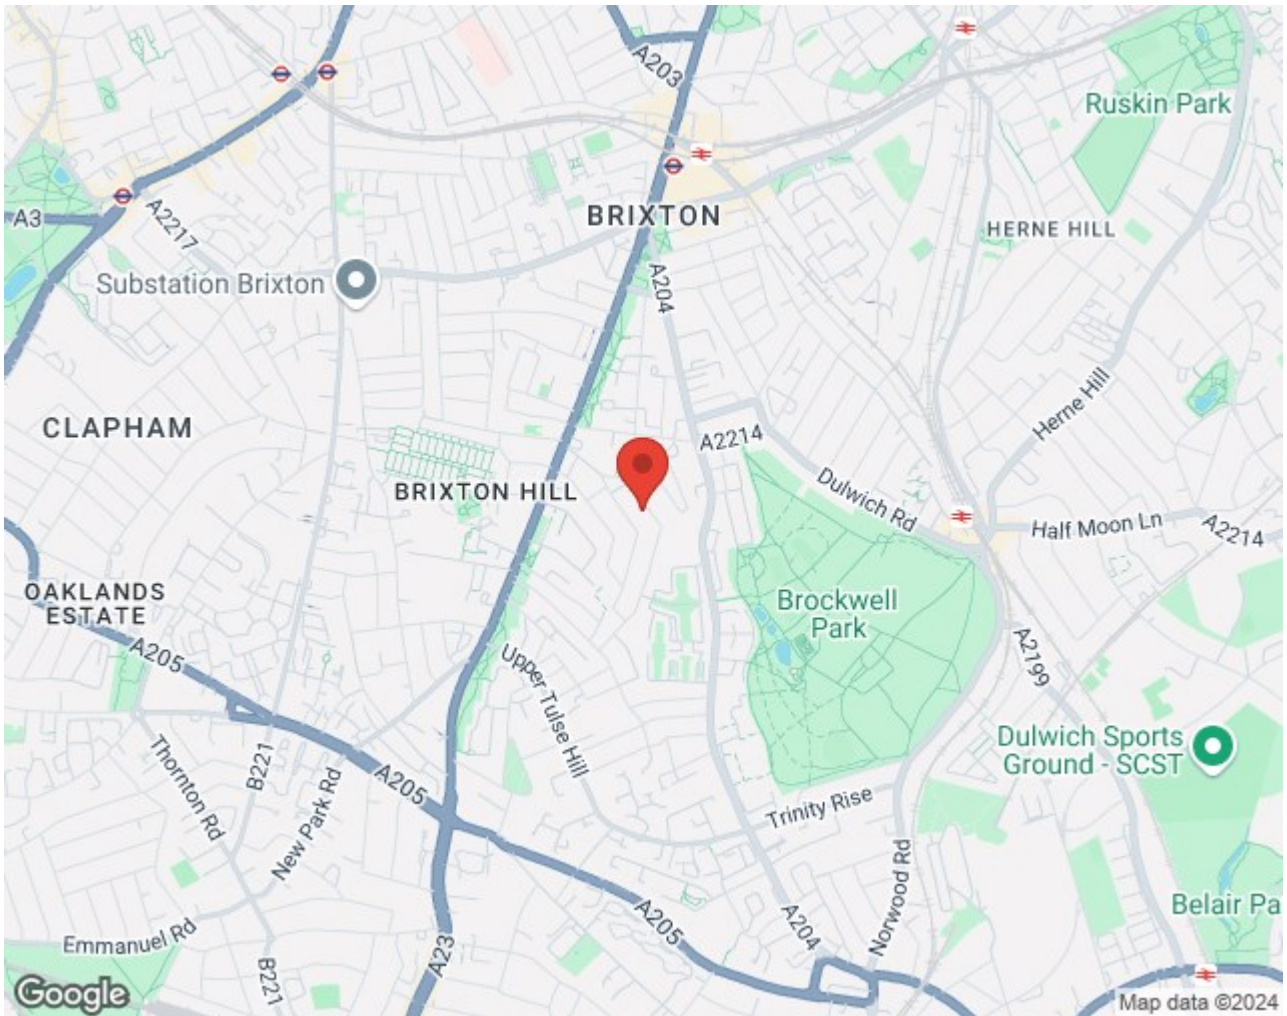 A203
Ruskin Park
A3
A2217
BRIXTON
HERNE HILL
Substation Brixton
A204
Herne Hill
CLAPHAM
A2214
BRIXTON HILL
Dulwich Rd
Half Moon Ln
A2214
OAKLANDS
ESTATE
Brockwell
Park
A205
Upper Tulse Hill
A2199
Dulwich Sports
Ground - SCST
B221
Thornton Rd
New Park Rd
A205
Trinity Rise
Norwood Rd
Belair Pa
A205
A204
Emmanuel Rd
A23
B221
Google
Map data ©2024